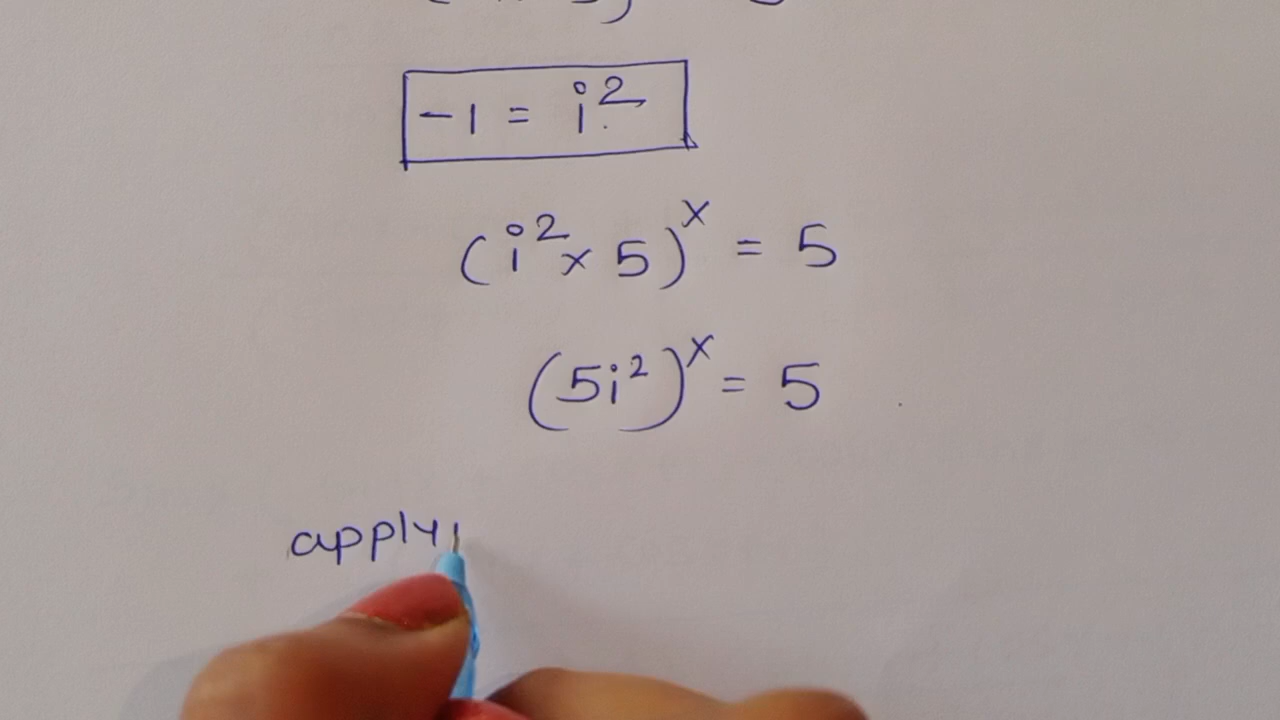 -1 = i²
(i² × 5)ˣ = 5
(5i²)ˣ = 5
apply